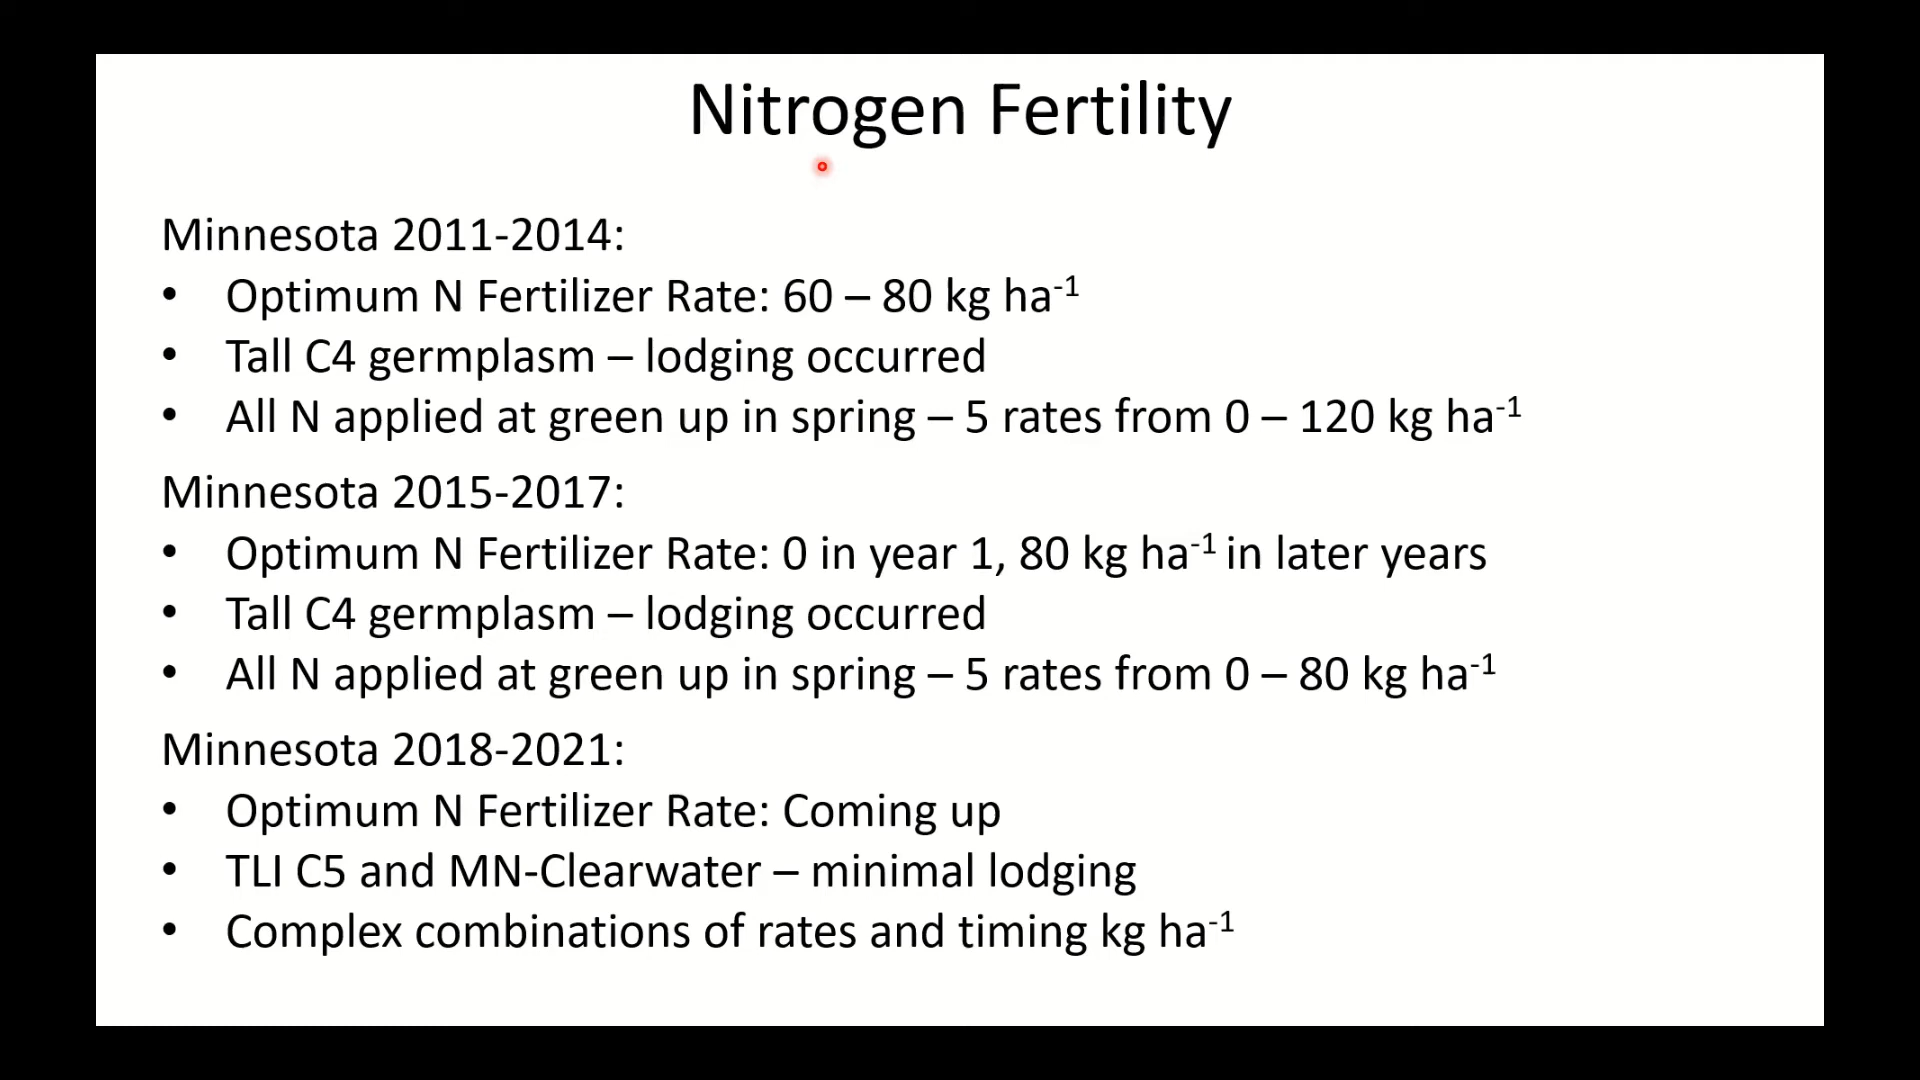 Nitrogen Fertility
Minnesota 2011-2014:
• Optimum N Fertilizer Rate: 60 – 80 kg ha⁻¹
• Tall C4 germplasm – lodging occurred
• All N applied at green up in spring – 5 rates from 0 – 120 kg ha⁻¹
Minnesota 2015-2017:
• Optimum N Fertilizer Rate: 0 in year 1, 80 kg ha⁻¹ in later years
• Tall C4 germplasm – lodging occurred
• All N applied at green up in spring – 5 rates from 0 – 80 kg ha⁻¹
Minnesota 2018-2021:
• Optimum N Fertilizer Rate: Coming up
• TLI C5 and MN-Clearwater – minimal lodging
• Complex combinations of rates and timing kg ha⁻¹